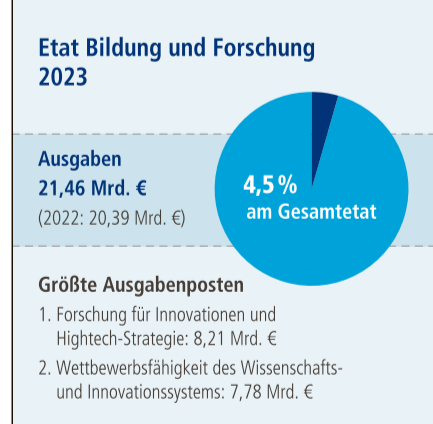 Etat Bildung und Forschung
2023
Ausgaben
21,46 Mrd. €
(2022: 20,39 Mrd. €)
4,5 %
am Gesamtetat
Größte Ausgabenposten
1. Forschung für Innovationen und
Hightech-Strategie: 8,21 Mrd. €
2. Wettbewerbsfähigkeit des Wissenschafts-
und Innovationssystems: 7,78 Mrd. €